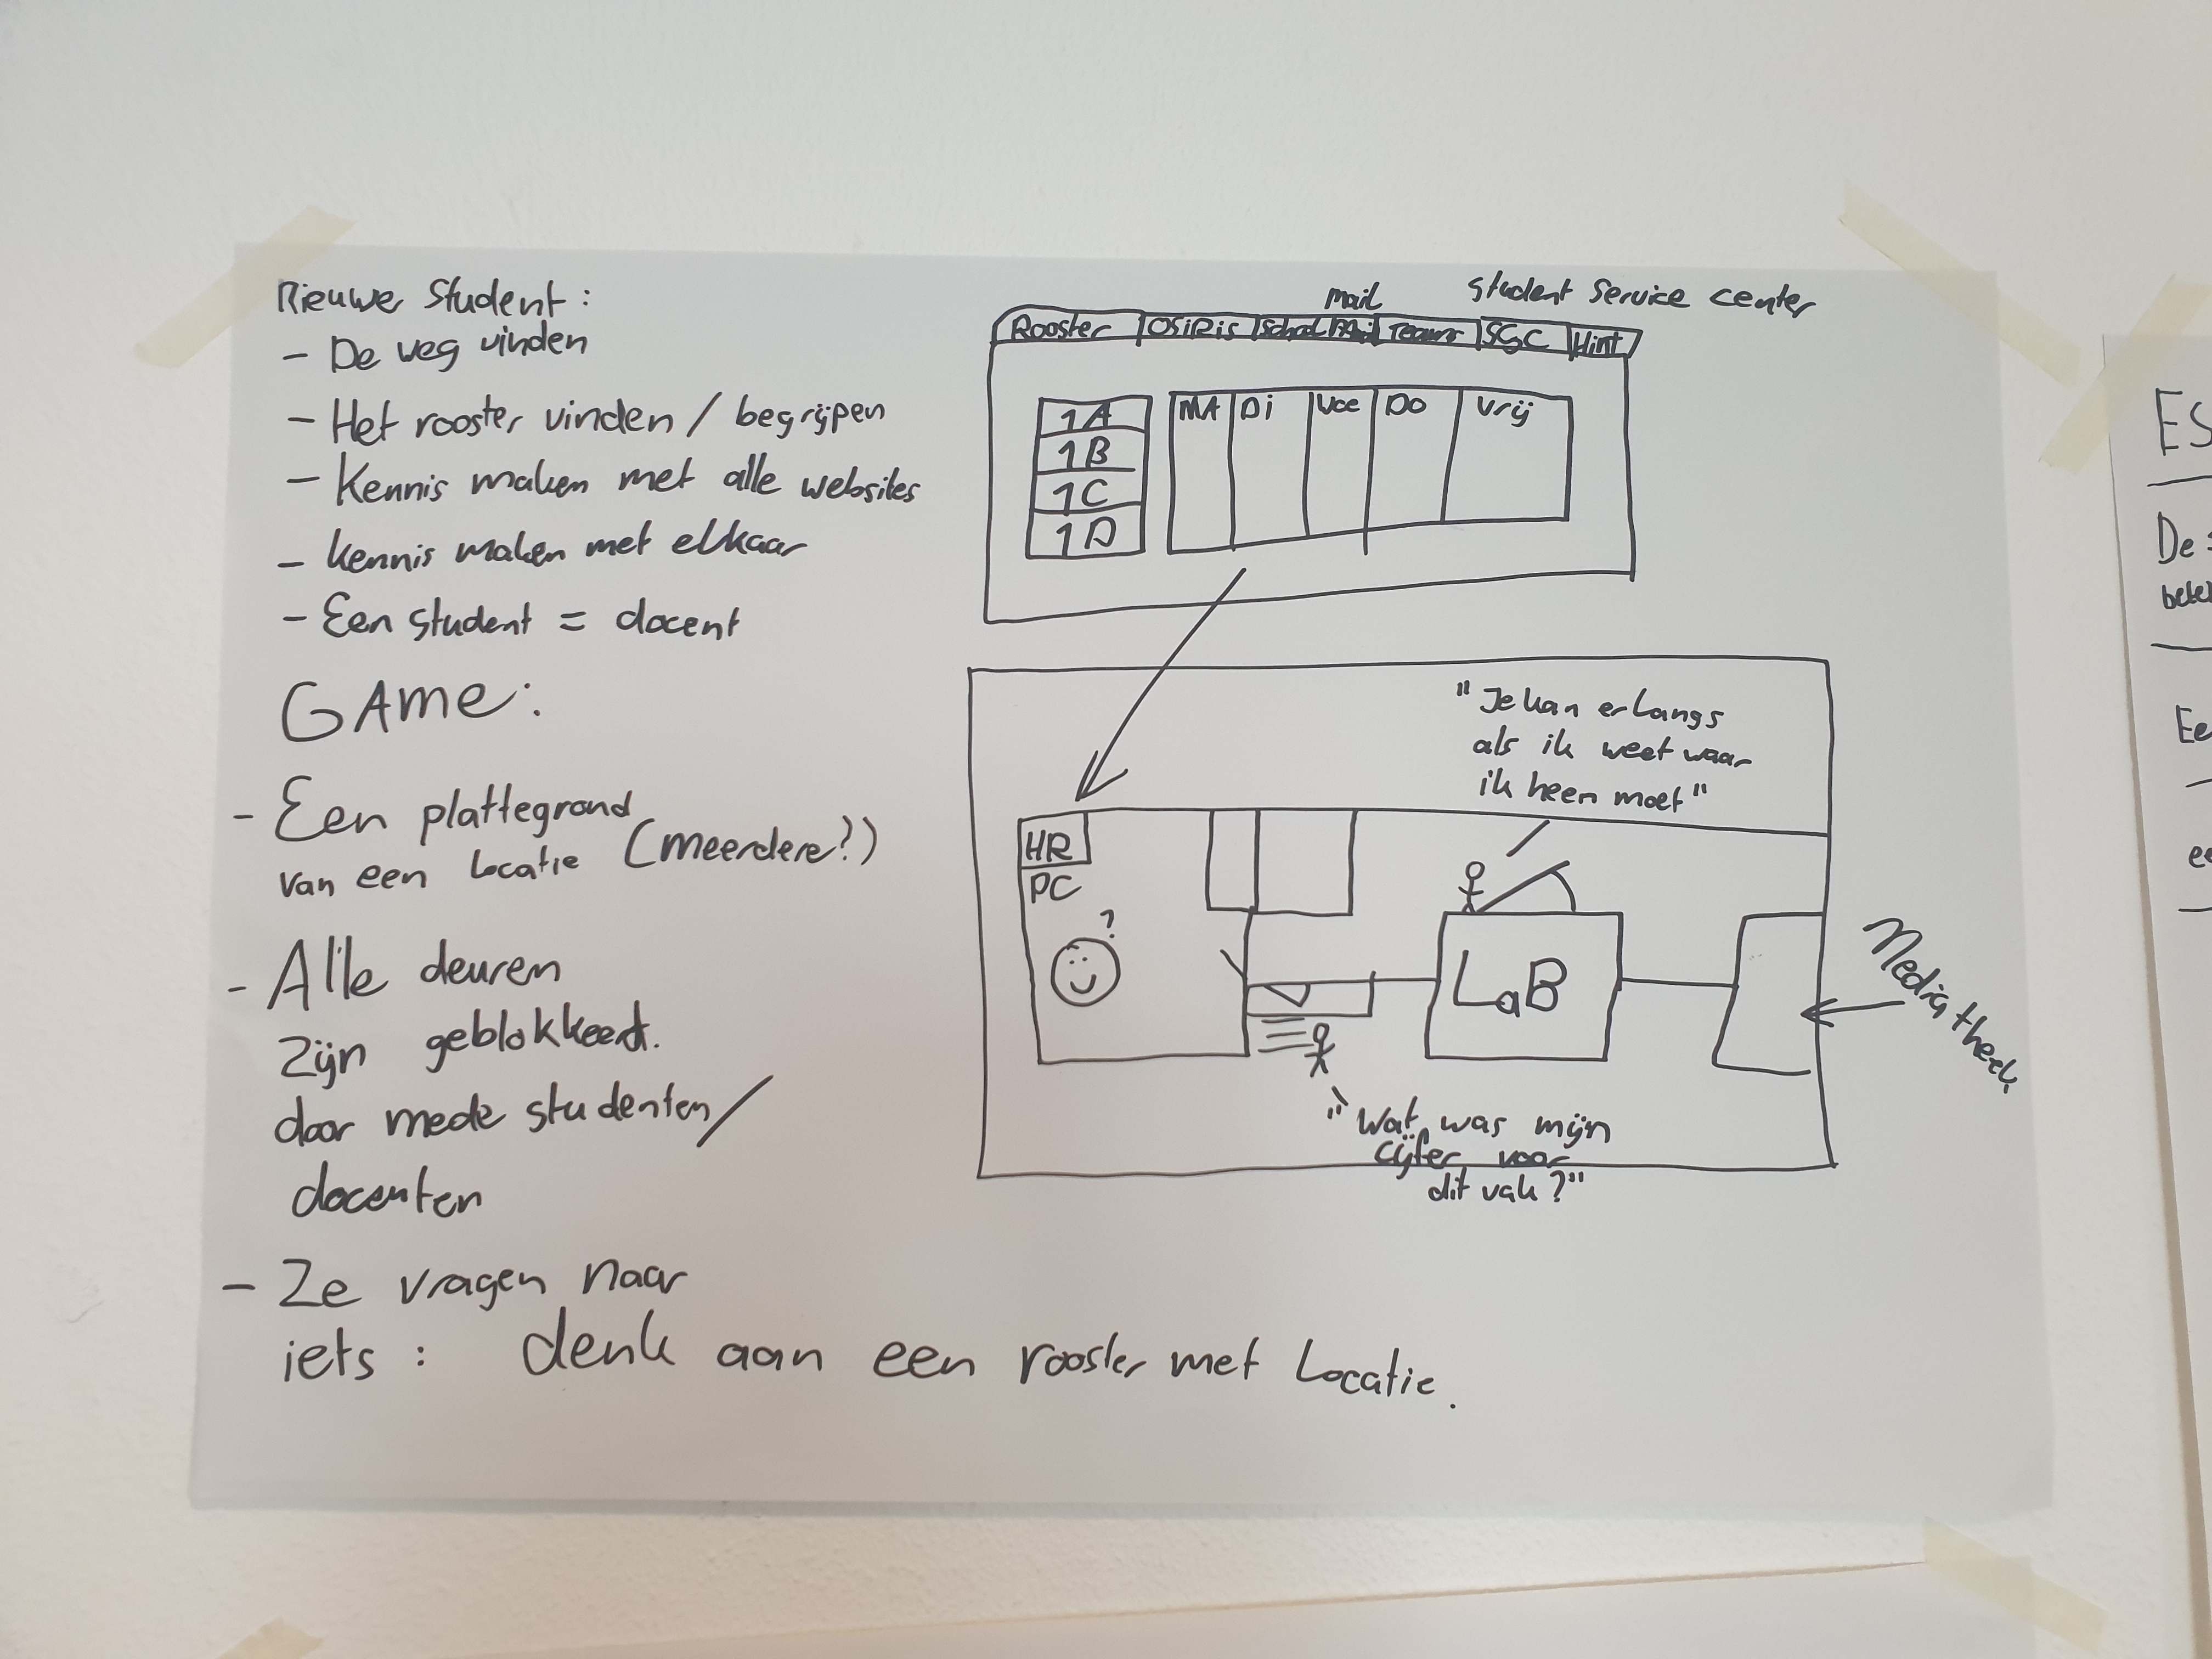 Nieuwe Student:
- De weg vinden
- Het rooster vinden / begrijpen
- Kennis maken met alle websites
- kennis maken met elkaar
- Een student = docent
GAme:
- Een plattegrond
van een Locatie (meerdere?)
- Alle deuren
zijn geblokkeerd.
door mede studenten/
docenten
- Ze vragen naar
iets : denk aan een rooster met Locatie.
mail
Student Service center
Rooster OSiRis School Teams SSC Hint
1A
1B
1C
1D
MA Di Woe Do Vrij
"Je kan er Langs
als ik weet waar
ik heen moet"
HR
PC
?
LaB
Mediatheek
"Wat was mijn
cijfer voor
dit vak?"
ES
De
Ee